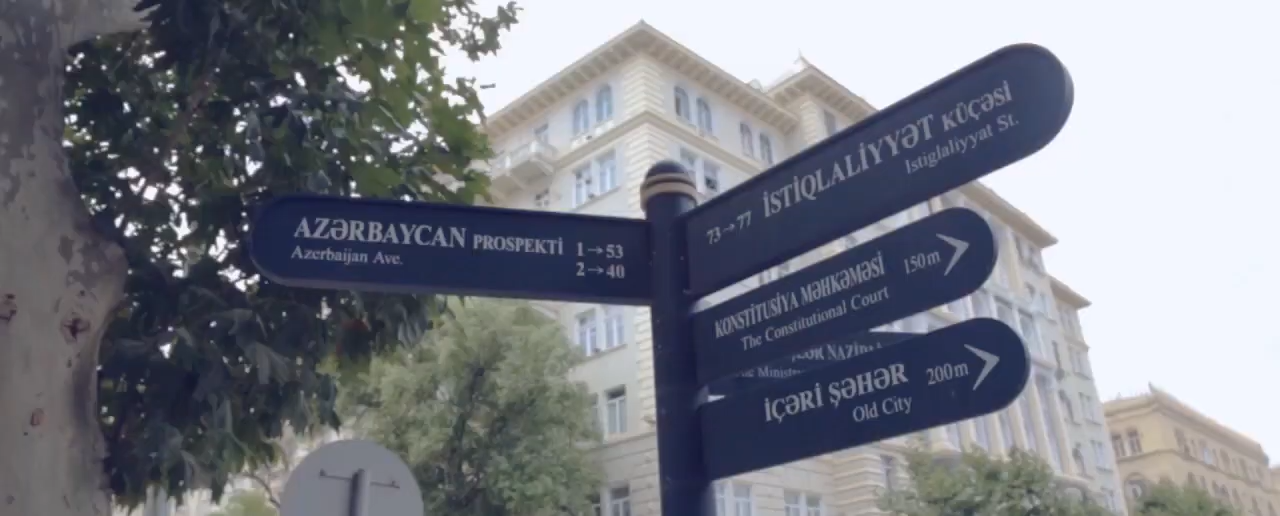 AZƏRBAYCAN PROSPEKTİ 1→53
Azerbaijan Ave. 2→40
73→77 İSTİQLALİYYƏT KÜÇƏSİ
Istiglaliyyat St.
KONSTİTUSİYA MƏHKƏMƏSİ 150m
The Constitutional Court
İÇƏRİ ŞƏHƏR 200m
Old City